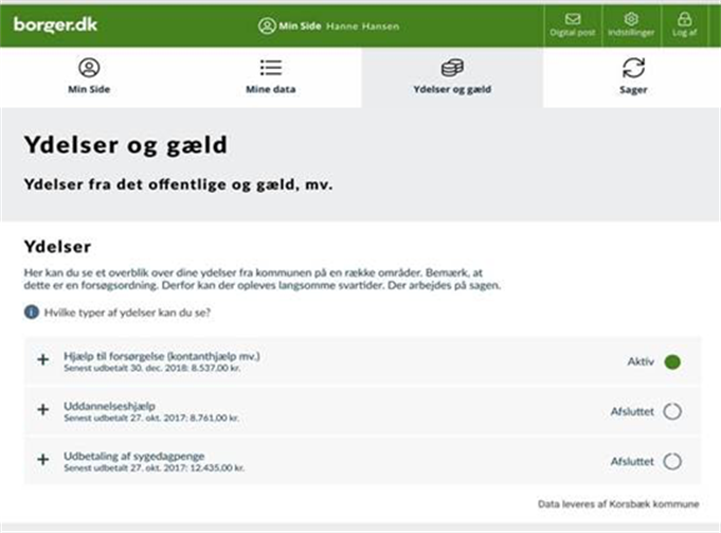 borger.dk
Min Side Hanne Hansen
Digital post
Indstillinger
Log af
Min Side
Mine data
Ydelser og gæld
Sager
Ydelser og gæld
Ydelser fra det offentlige og gæld, mv.
Ydelser
Her kan du se et overblik over dine ydelser fra kommunen på en række områder. Bemærk, at
dette er en forsøgsordning. Derfor kan der opleves langsomme svartider. Der arbejdes på sagen.
Hvilke typer af ydelser kan du se?
Hjælp til forsørgelse (kontanthjælp mv.)
Senest udbetalt 30. dec. 2018: 8.537,00 kr.
Aktiv
Uddannelseshjælp
Senest udbetalt 27. okt. 2017: 8.761,00 kr.
Afsluttet
Udbetaling af sygedagpenge
Senest udbetalt 27. okt. 2017: 12.435,00 kr.
Afsluttet
Data leveres af Korsbæk kommune